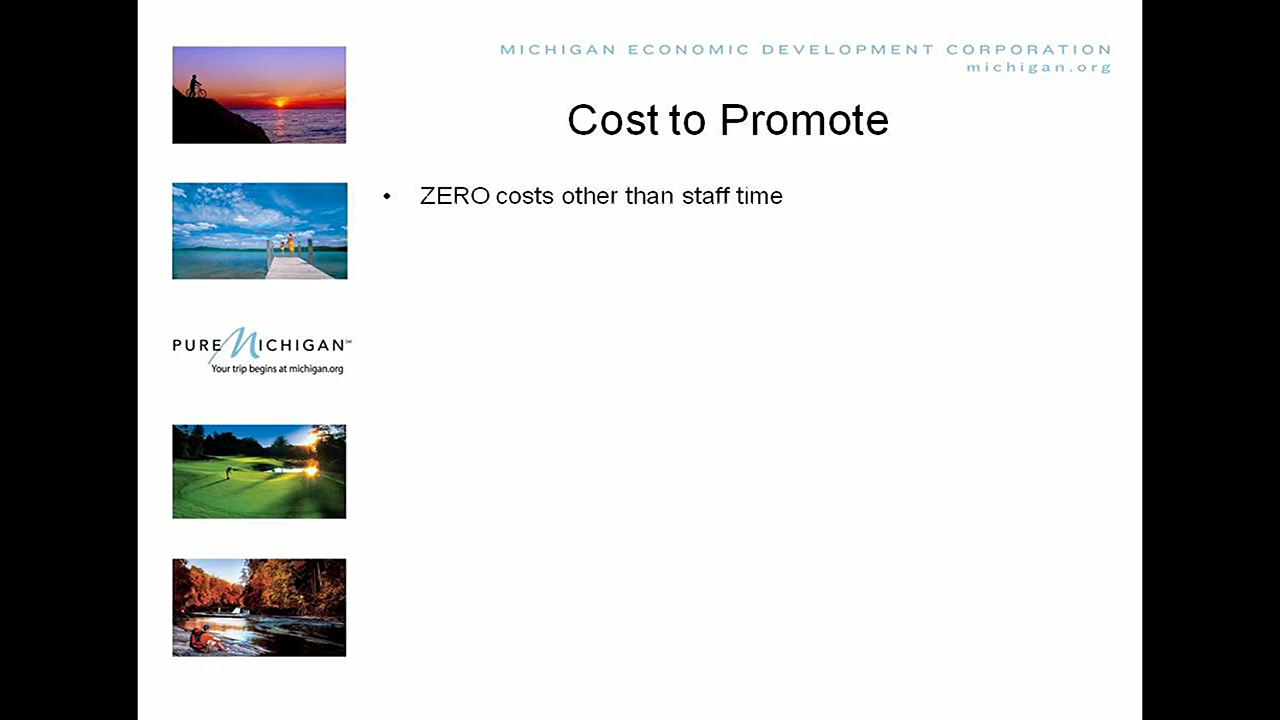 MICHIGAN ECONOMIC DEVELOPMENT CORPORATION
michigan.org
Cost to Promote
• ZERO costs other than staff time
PURE MICHIGAN℠
Your trip begins at michigan.org